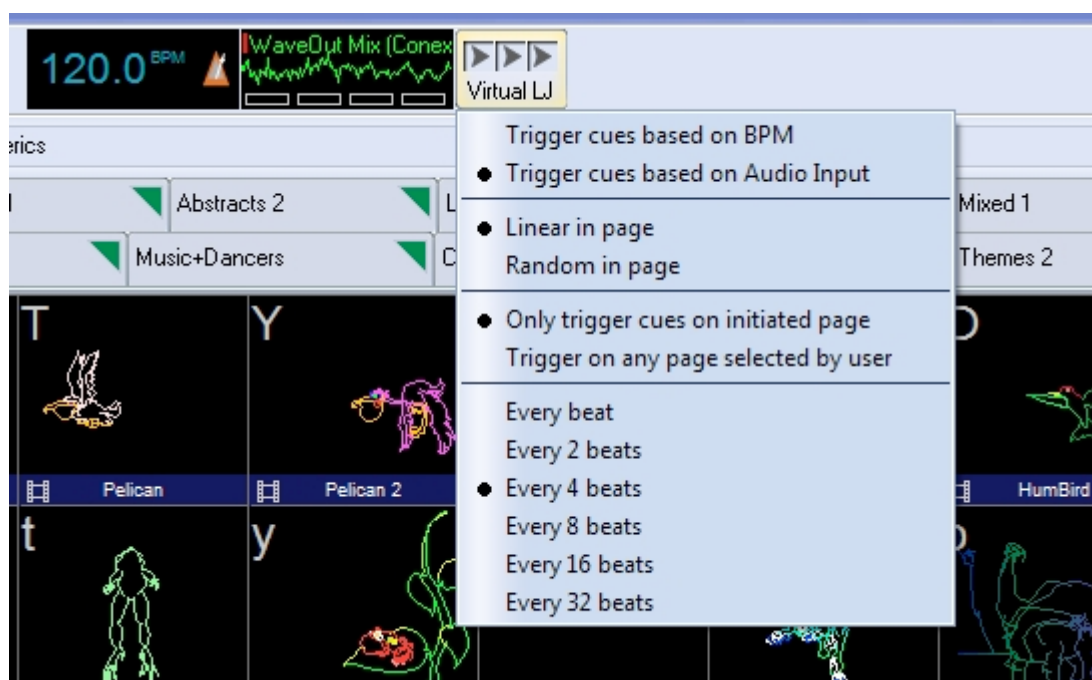 120.0 BPM
WaveOut Mix (Conex
Virtual LJ
Trigger cues based on BPM
Trigger cues based on Audio Input
Linear in page
Random in page
Only trigger cues on initiated page
Trigger on any page selected by user
Every beat
Every 2 beats
Every 4 beats
Every 8 beats
Every 16 beats
Every 32 beats
erics
Abstracts 2
L
Mixed 1
Music+Dancers
C
Themes 2
T
Y
Pelican
Pelican 2
HumBird
t
y